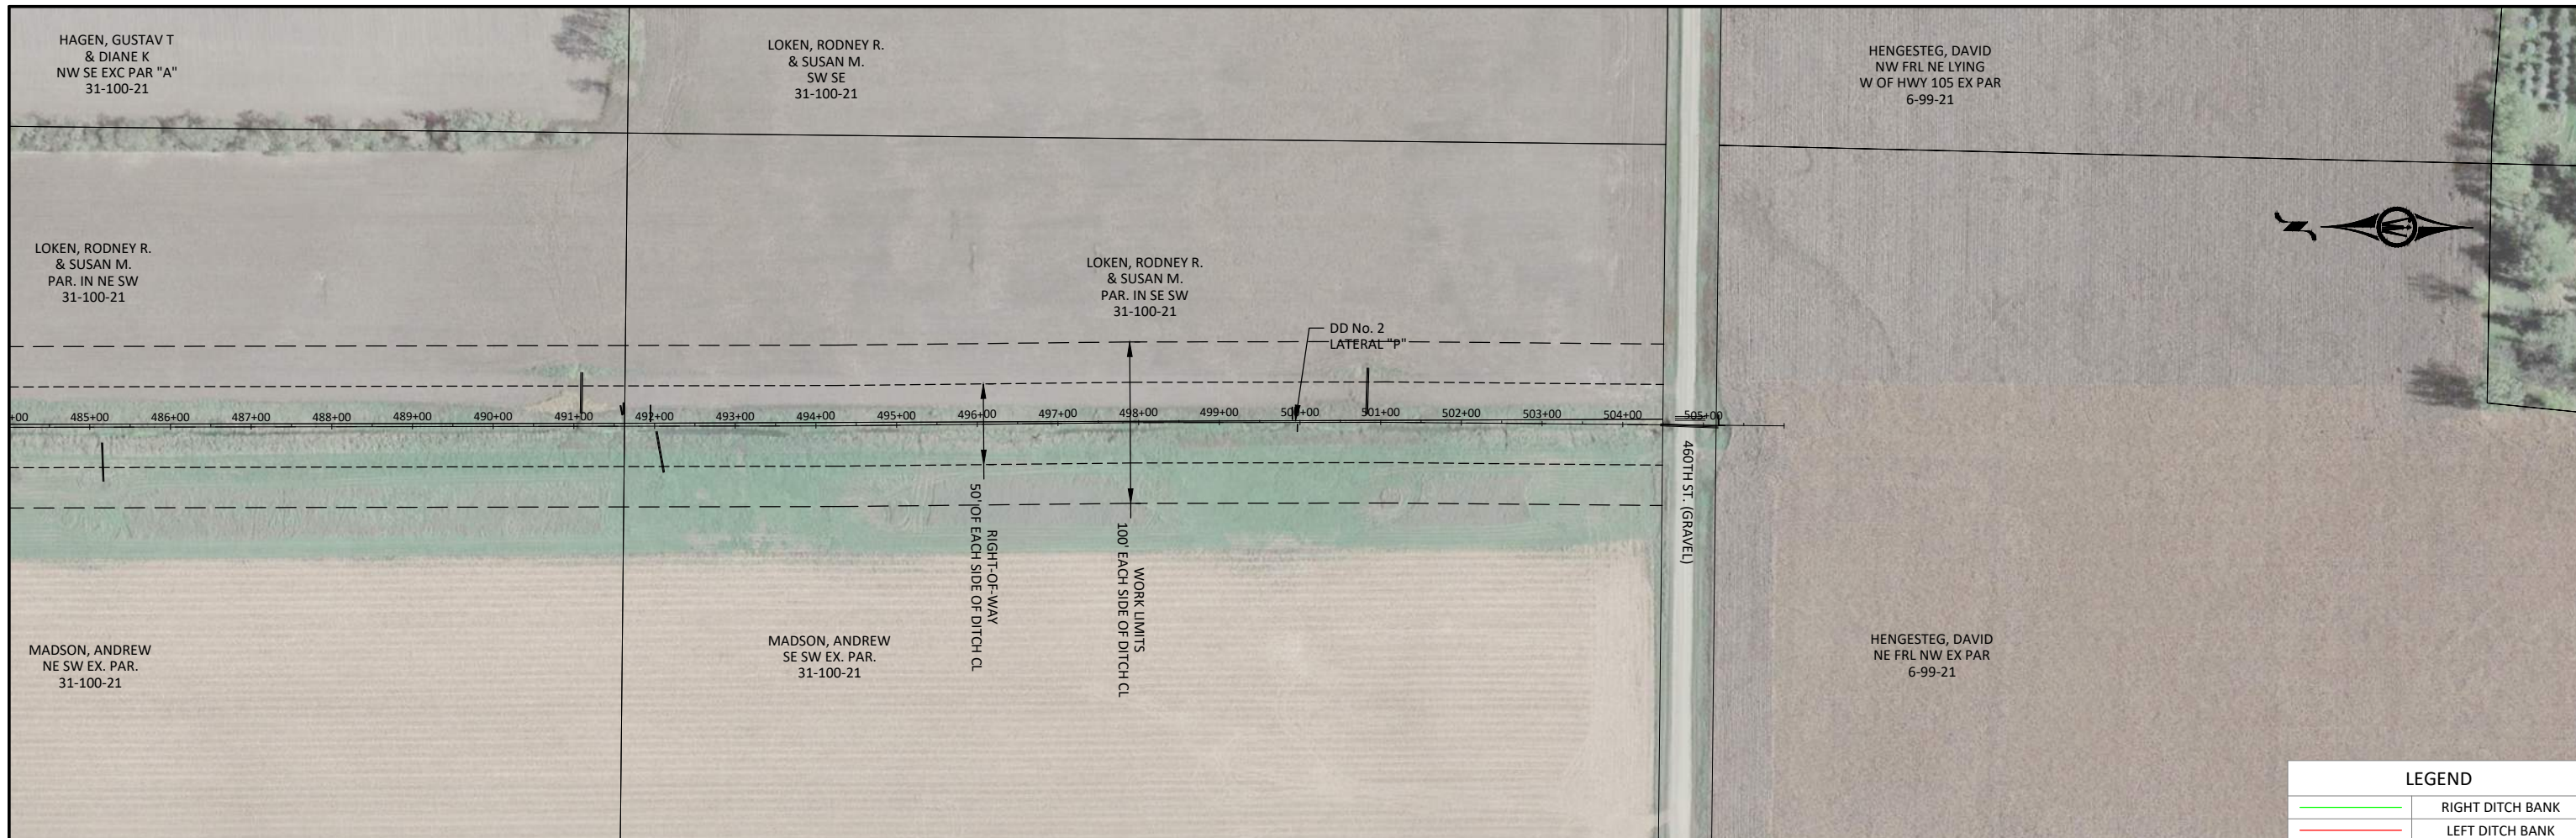 HAGEN, GUSTAV T
& DIANE K
NW SE EXC PAR "A"
31-100-21
LOKEN, RODNEY R.
& SUSAN M.
SW SE
31-100-21
HENGESTEG, DAVID
NW FRL NE LYING
W OF HWY 105 EX PAR
6-99-21
N
LOKEN, RODNEY R.
& SUSAN M.
PAR. IN NE SW
31-100-21
LOKEN, RODNEY R.
& SUSAN M.
PAR. IN SE SW
31-100-21
DD No. 2
LATERAL "P"
+00 485+00 486+00 487+00 488+00 489+00 490+00 491+00 492+00 493+00 494+00 495+00 496+00 497+00 498+00 499+00 500+00 501+00 502+00 503+00 504+00 505+00
460TH ST. (GRAVEL)
RIGHT-OF-WAY
50' OF EACH SIDE OF DITCH CL
WORK LIMITS
100' EACH SIDE OF DITCH CL
MADSON, ANDREW
NE SW EX. PAR.
31-100-21
MADSON, ANDREW
SE SW EX. PAR.
31-100-21
HENGESTEG, DAVID
NE FRL NW EX PAR
6-99-21
LEGEND
RIGHT DITCH BANK
LEFT DITCH BANK